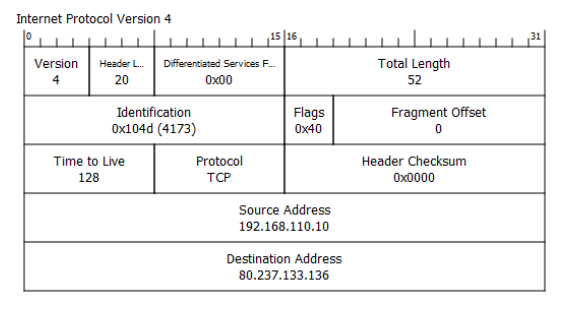 Internet Protocol Version 4
0 15 16 31
Version Header L... Differentiated Services F... Total Length
4 20 0x00 52
Identification Flags Fragment Offset
0x104d (4173) 0x40 0
Time to Live Protocol Header Checksum
128 TCP 0x0000
Source Address
192.168.110.10
Destination Address
80.237.133.136